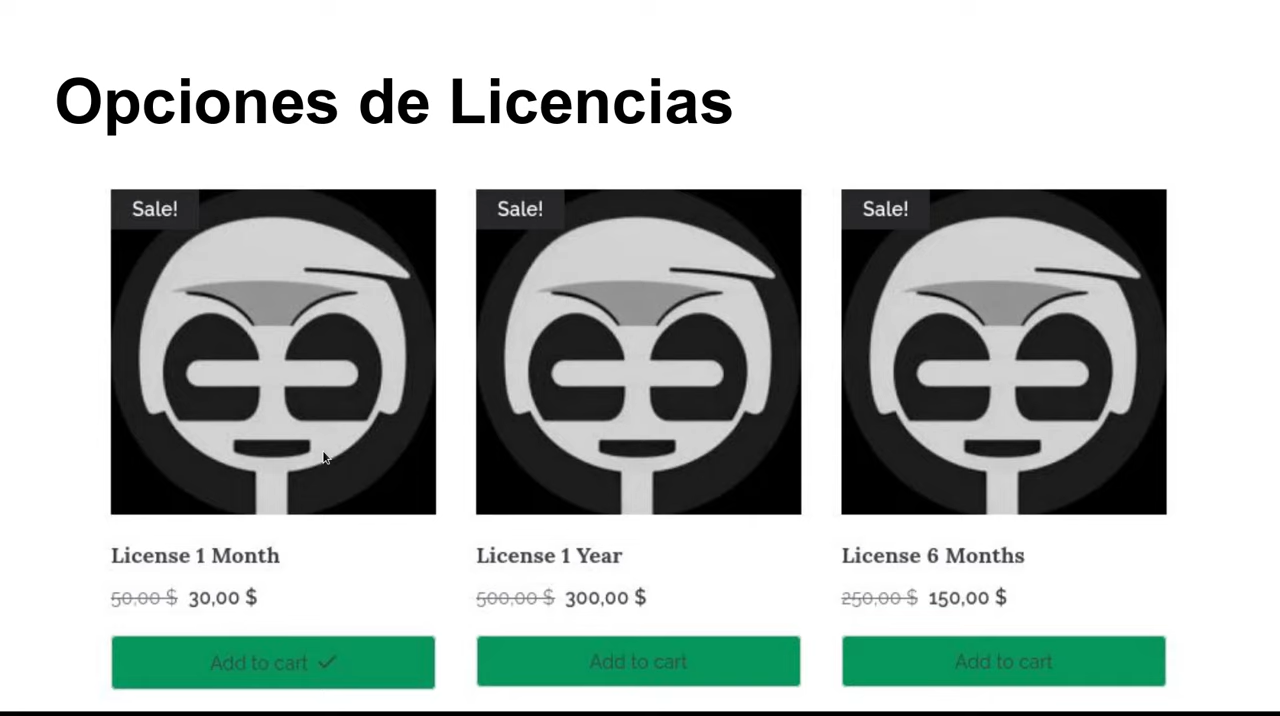 Opciones de Licencias
Sale!
Sale!
Sale!
License 1 Month
50,00 $ 30,00 $
Add to cart ✓
License 1 Year
500,00 $ 300,00 $
Add to cart
License 6 Months
250,00 $ 150,00 $
Add to cart